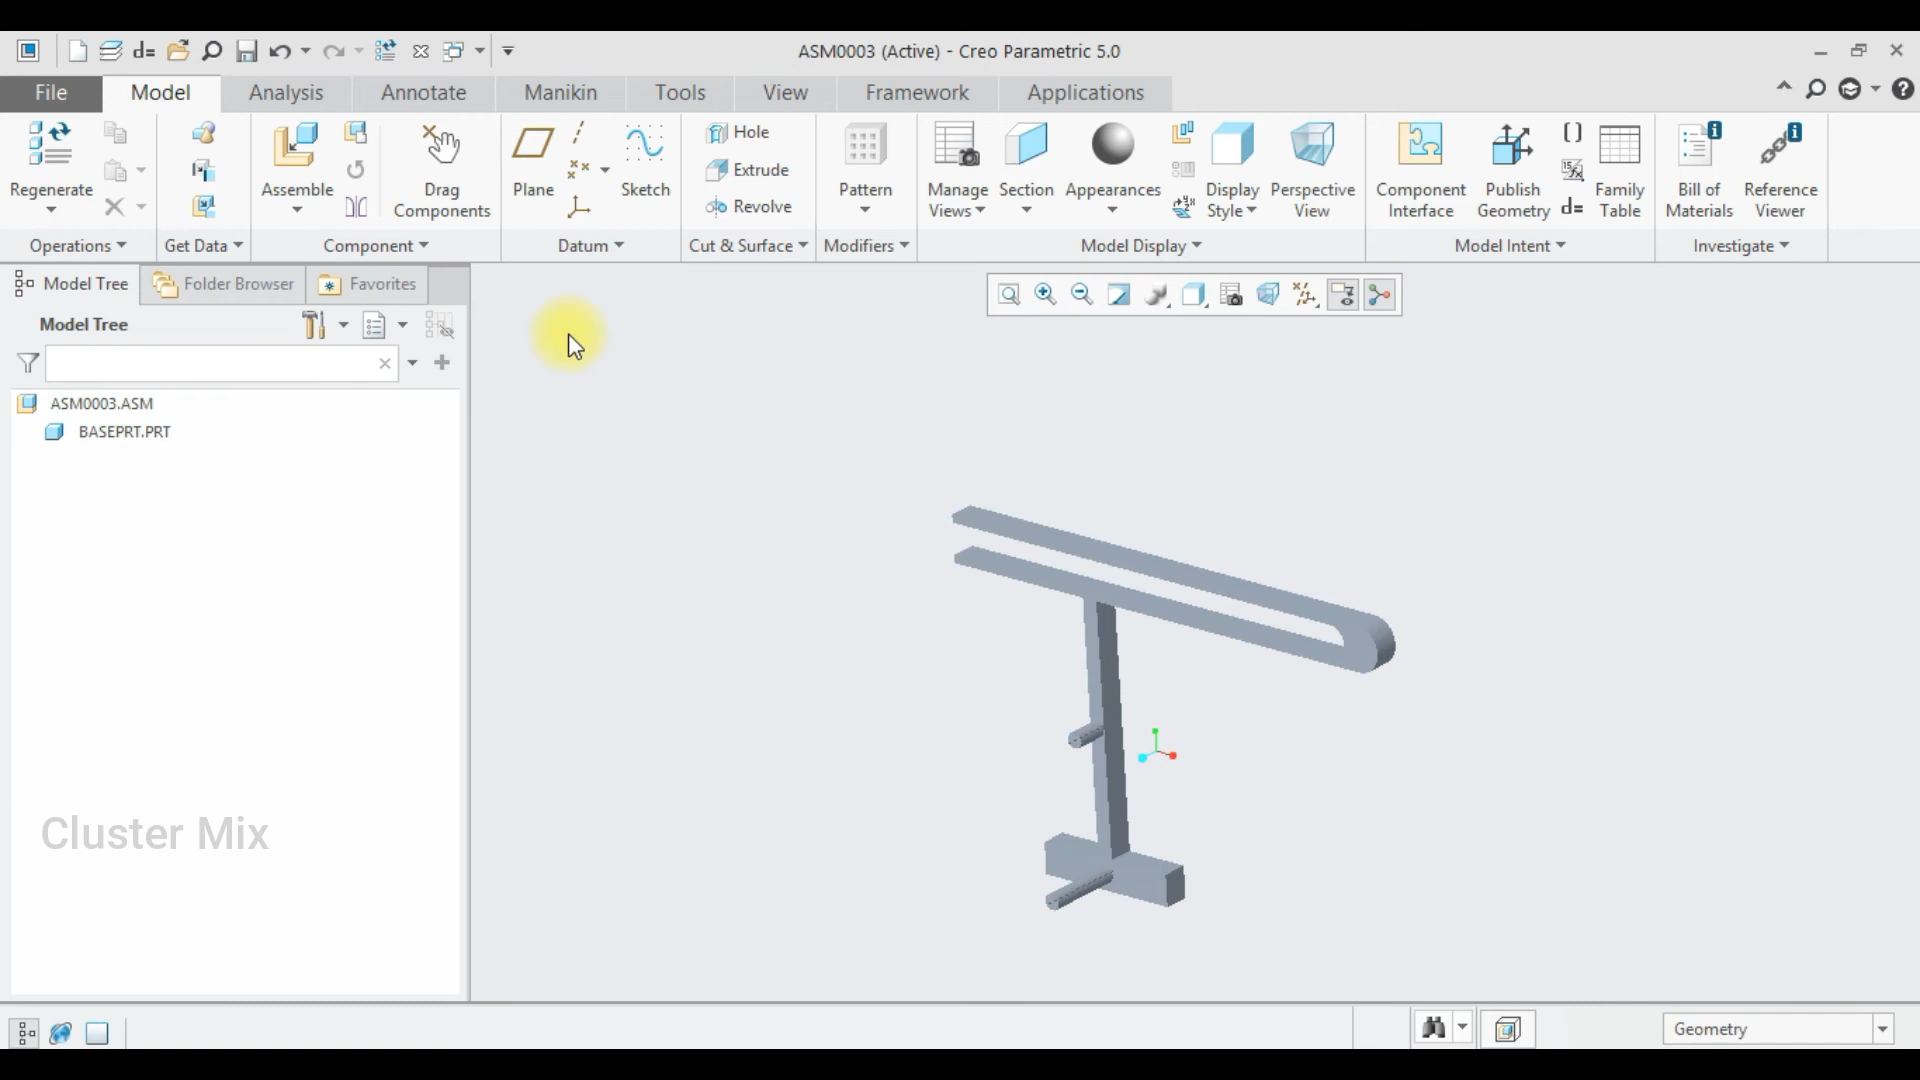 ASM0003 (Active) - Creo Parametric 5.0
File Model Analysis Annotate Manikin Tools View Framework Applications
Regenerate
Assemble
Drag
Components
Plane
Sketch
Hole
Extrude
Revolve
Pattern
Manage
Views
Section
Appearances
Display
Style
Perspective
View
Component
Interface
Publish
Geometry
d=
Family
Table
Bill of
Materials
Reference
Viewer
Operations Get Data Component Datum Cut & Surface Modifiers Model Display Model Intent Investigate
Model Tree Folder Browser Favorites
Model Tree
ASM0003.ASM
BASEPRT.PRT
Cluster Mix
Geometry